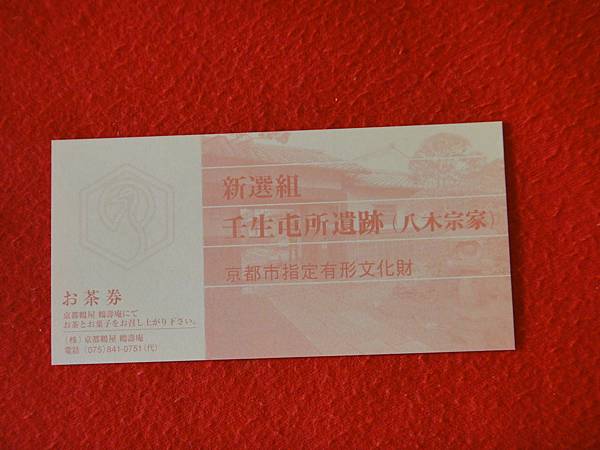 新選組
壬生屯所遺跡（八木宗家）
京都市指定有形文化財
お茶券
京都鶴屋 鶴壽庵にて
お茶とお菓子をお召し上がり下さい。
（株）京都鶴屋 鶴壽庵
電話（075）841-0751（代）